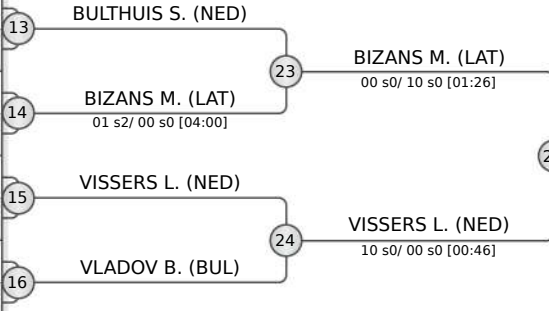 BULTHUIS S. (NED)
13
23
BIZANS M. (LAT)
00 s0/ 10 s0 [01:26]
BIZANS M. (LAT)
14
01 s2/ 00 s0 [04:00]
VISSERS L. (NED)
15
24
VISSERS L. (NED)
10 s0/ 00 s0 [00:46]
VLADOV B. (BUL)
16